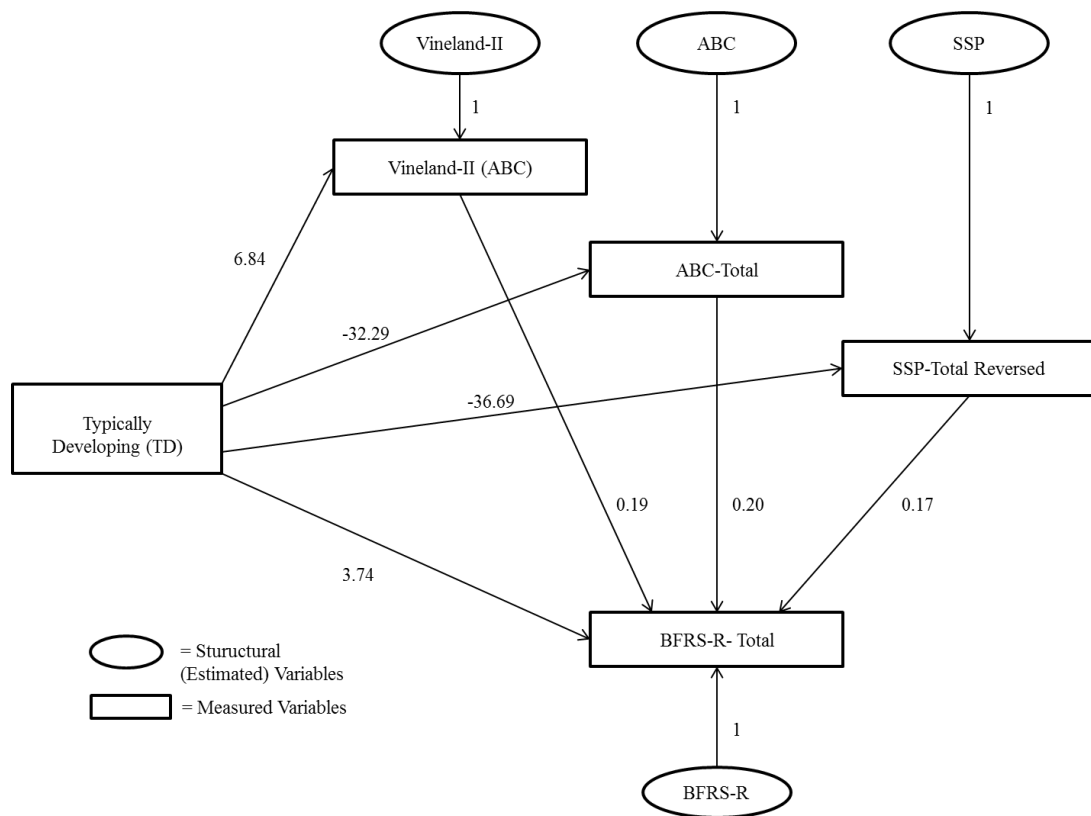 Vineland-II
ABC
SSP
1
1
1
Vineland-II (ABC)
6.84
ABC-Total
-32.29
SSP-Total Reversed
-36.69
Typically
Developing (TD)
0.19
0.20
0.17
3.74
BFRS-R- Total
= Stuructural
(Estimated) Variables
= Measured Variables
1
BFRS-R